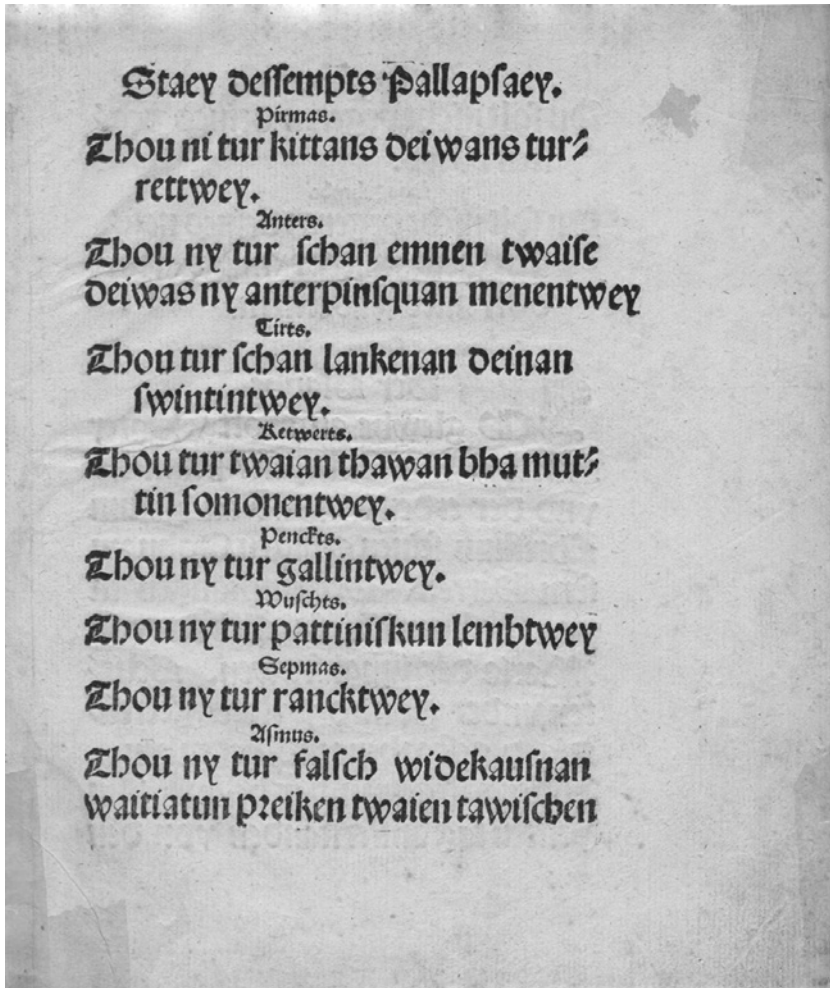 Staey dessempts Pallapsaey.
Pirmas.
Thou ni tur kittans deiwans tur⸗
rettwey.
Anters.
Thou ny tur schan emnen twaise
deiwas ny anterpinsquan menentwey
Tirts.
Thou tur schan lankenan deinan
swintintwey.
Ketwerts.
Thou tur twaian thawan bha mut⸗
tin somonentwey.
Penckts.
Thou ny tur gallintwey.
Wuschts.
Thou ny tur pattiniskun lembtwey
Sepmas.
Thou ny tur rancktwey.
Asmus.
Thou ny tur falsch widekausnan
waitiatun preiken twaien tawischen